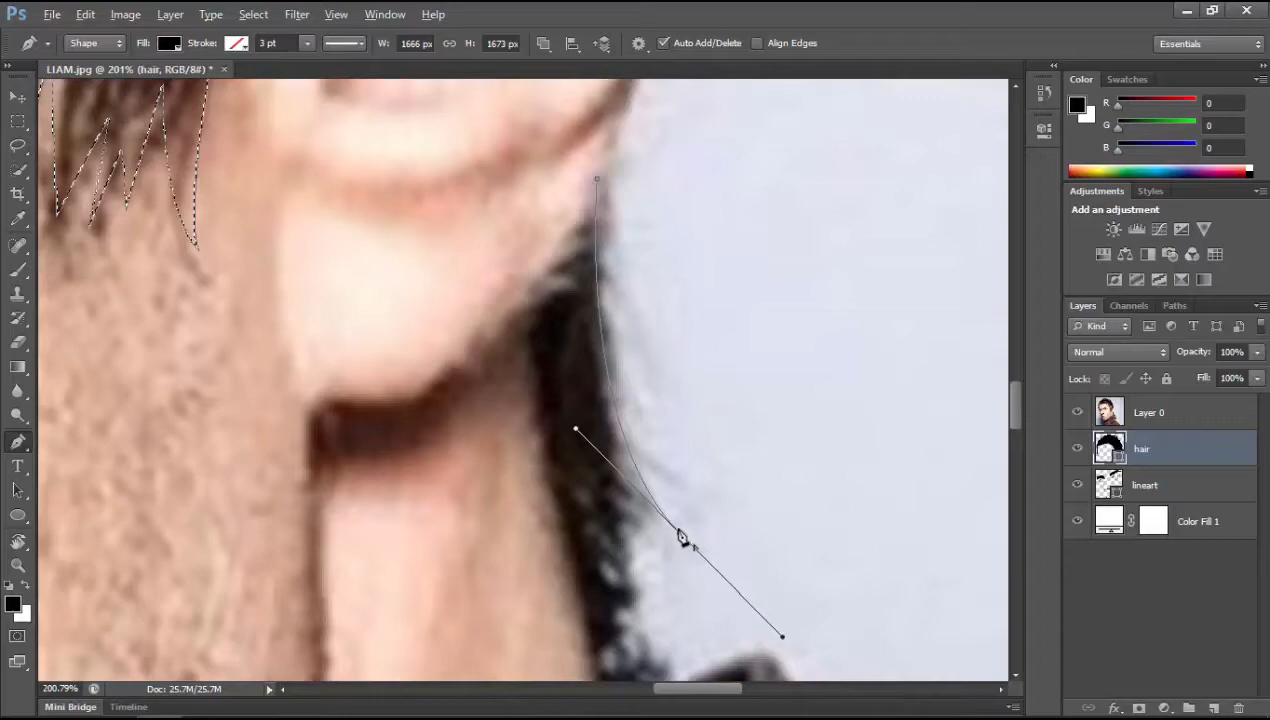 Ps File Edit Image Layer Type Select Filter View Window Help
Shape Fill: Stroke: 3 pt W: 1666 px H: 1673 px Auto Add/Delete Align Edges Essentials
LIAM.jpg @ 201% (hair, RGB/8#) * ×
Color Swatches
R 0
G 0
B 0
Adjustments Styles
Add an adjustment
Layers Channels Paths
Kind
Normal Opacity: 100%
Lock: Fill: 100%
Layer 0
hair
lineart
Color Fill 1
200.79% Doc: 25.7M/25.7M
Mini Bridge Timeline